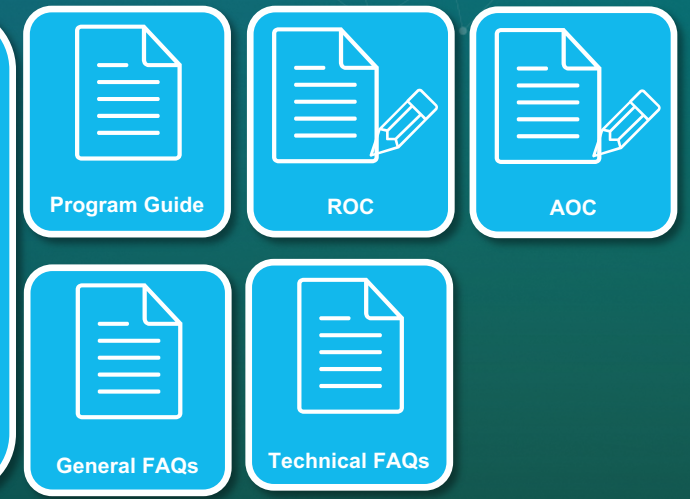 Program Guide
ROC
AOC
General FAQs
Technical FAQs